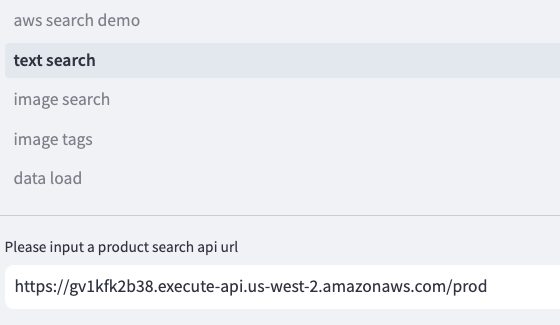 aws search demo
text search
image search
image tags
data load
Please input a product search api url
https://gv1kfk2b38.execute-api.us-west-2.amazonaws.com/prod